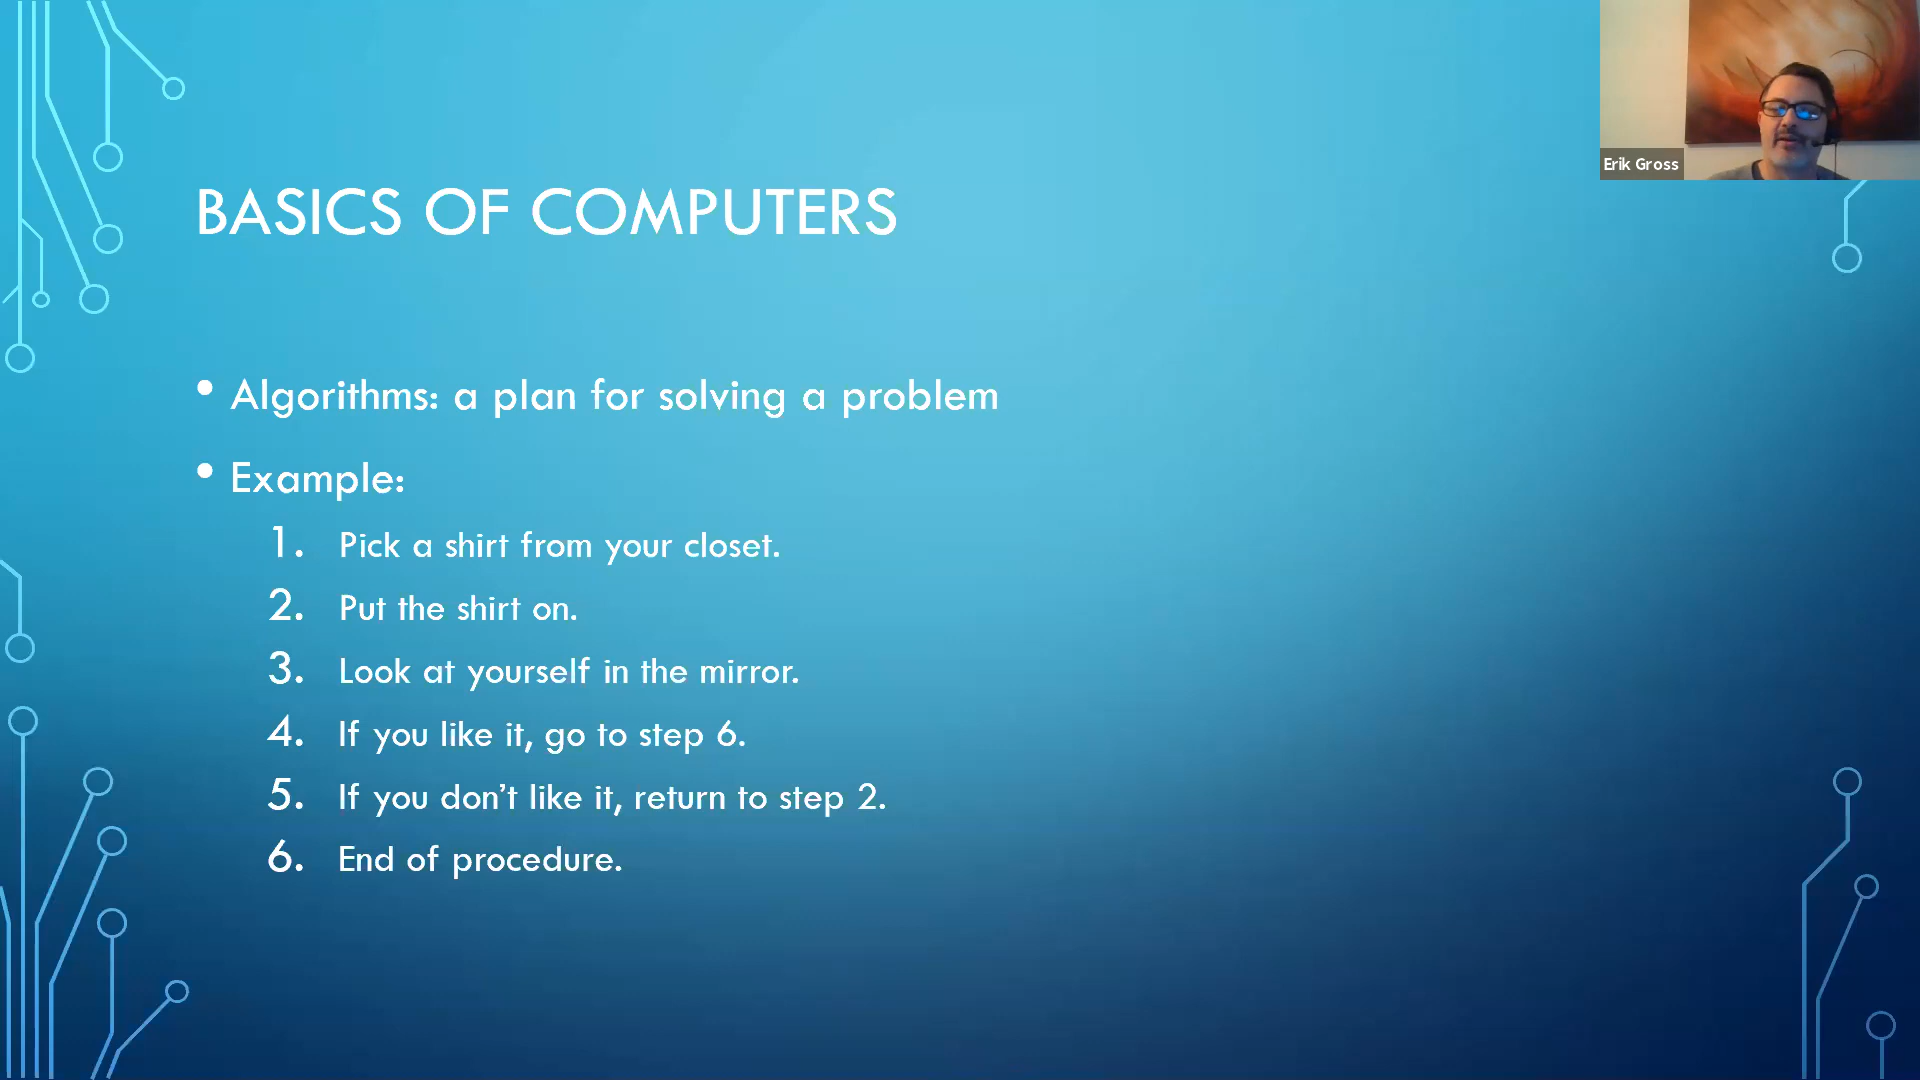 Erik Gross
BASICS OF COMPUTERS
• Algorithms: a plan for solving a problem
• Example:
1. Pick a shirt from your closet.
2. Put the shirt on.
3. Look at yourself in the mirror.
4. If you like it, go to step 6.
5. If you don’t like it, return to step 2.
6. End of procedure.